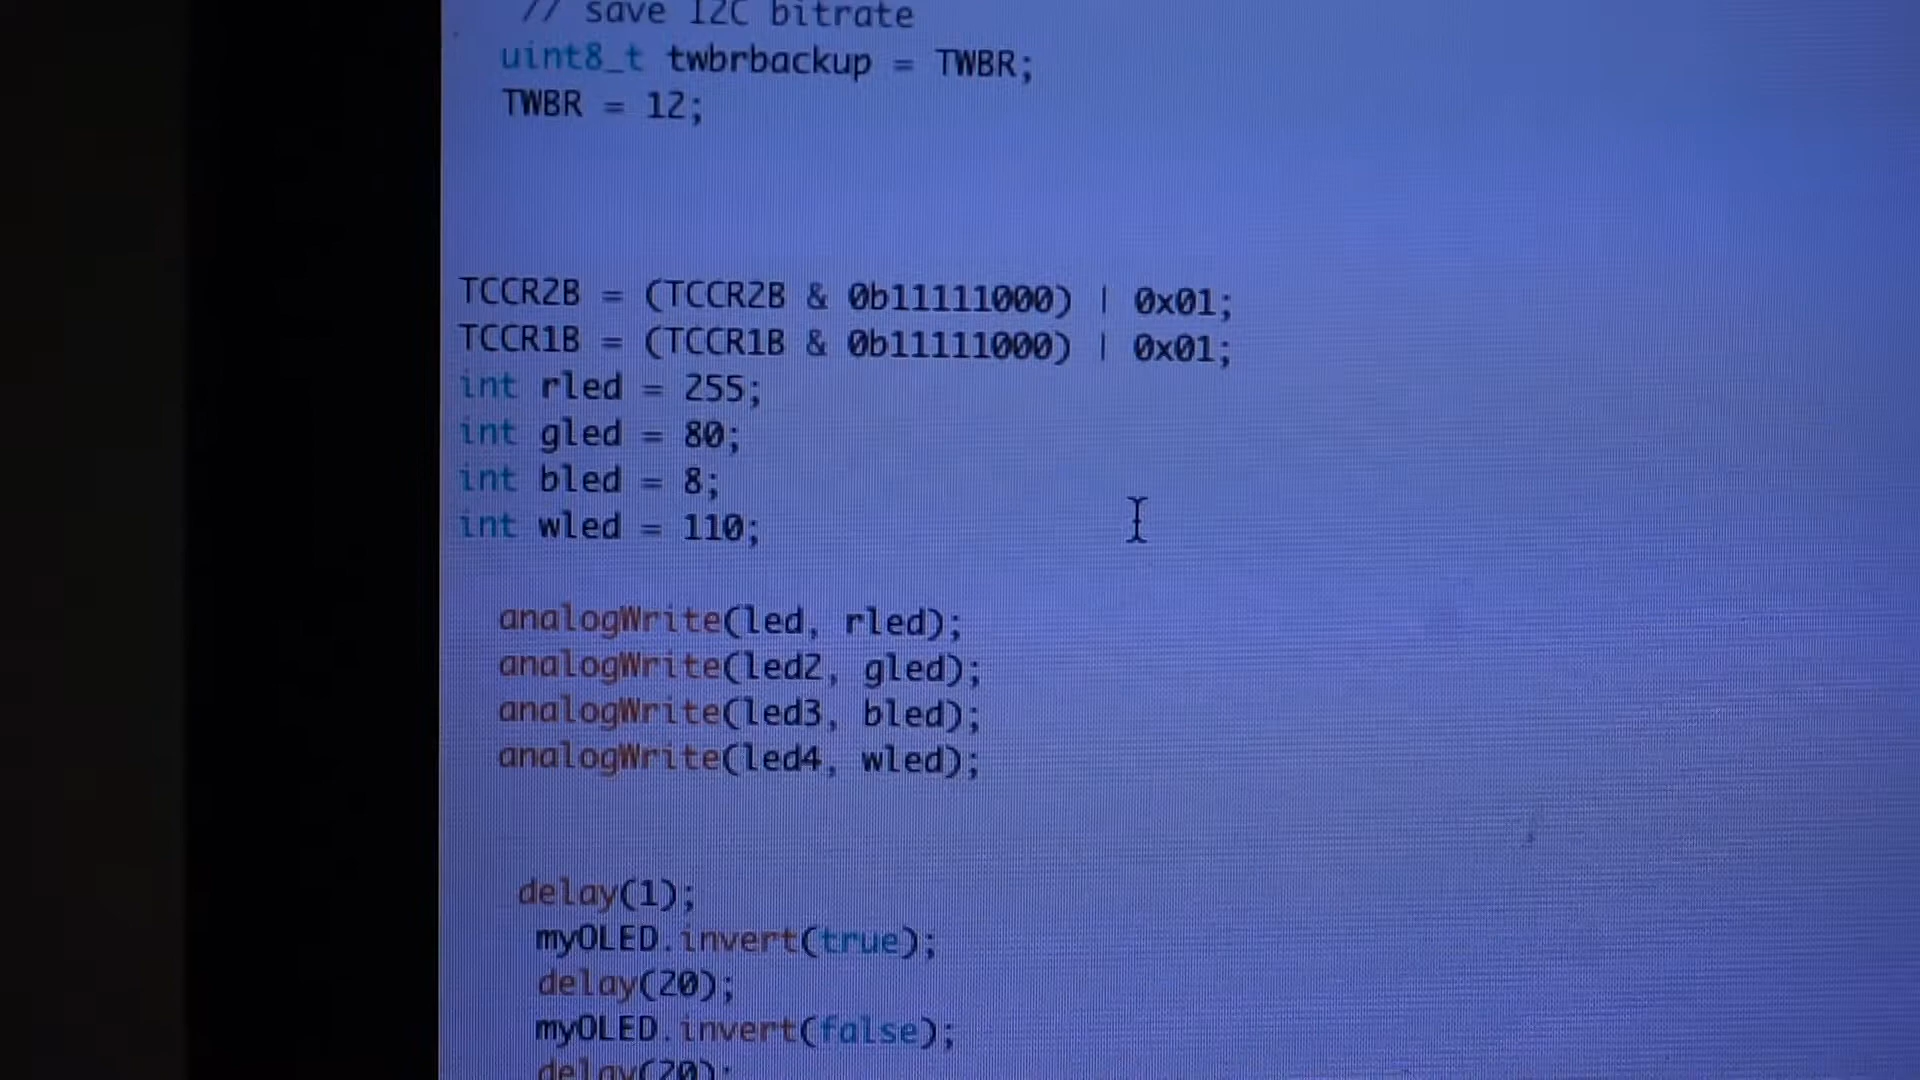 // save I2C bitrate
uint8_t twbrbackup = TWBR;
TWBR = 12;
TCCR2B = (TCCR2B & 0b11111000) | 0x01;
TCCR1B = (TCCR1B & 0b11111000) | 0x01;
int rled = 255;
int gled = 80;
int bled = 8;
int wled = 110;
analogWrite(led, rled);
analogWrite(led2, gled);
analogWrite(led3, bled);
analogWrite(led4, wled);
delay(1);
myOLED.invert(true);
delay(20);
myOLED.invert(false);
delay(20);